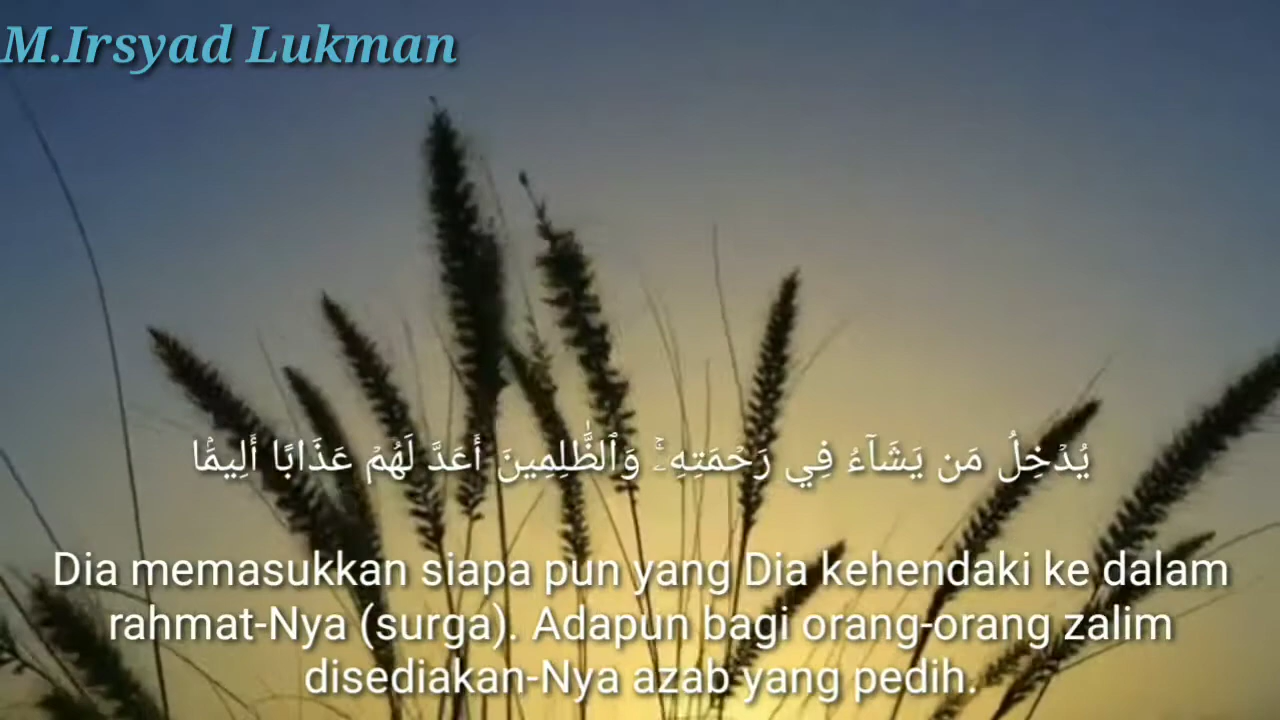 M.Irsyad Lukman
يُدْخِلُ مَن يَشَآءُ فِي رَحْمَتِهِۦۚ وَٱلظَّٰلِمِينَ أَعَدَّ لَهُمْ عَذَابًا أَلِيمًۢا
Dia memasukkan siapa pun yang Dia kehendaki ke dalam
rahmat-Nya (surga). Adapun bagi orang-orang zalim
disediakan-Nya azab yang pedih.